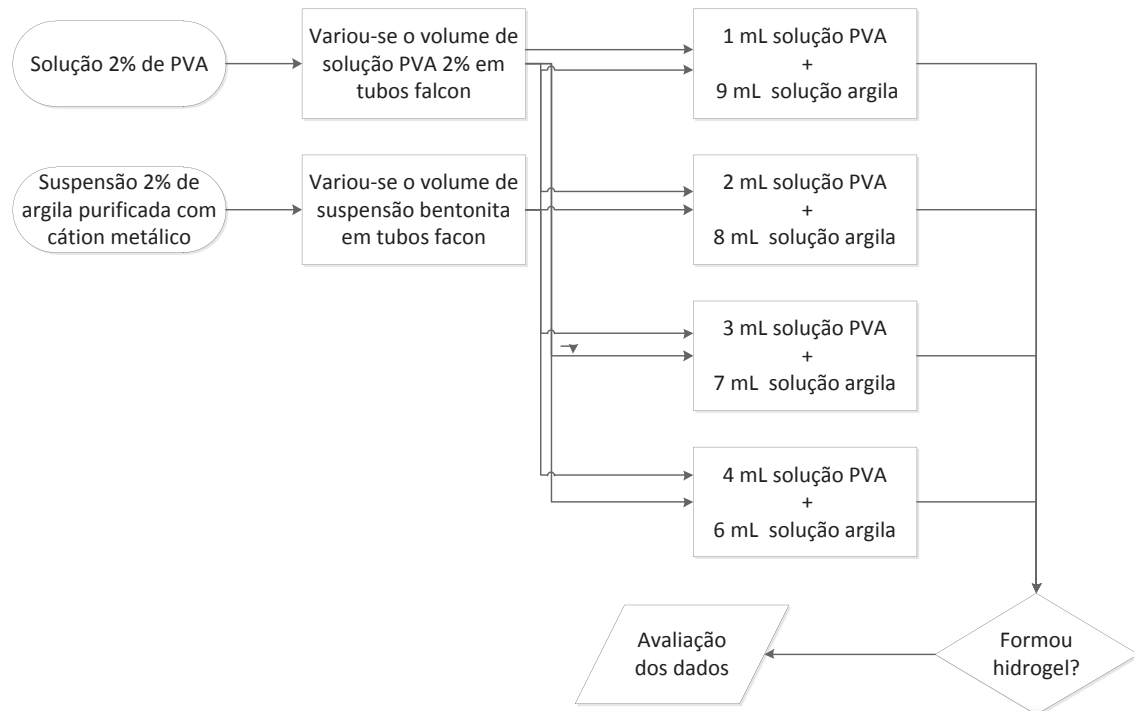 Solução 2% de PVA
Variou-se o volume de
solução PVA 2% em
tubos falcon
1 mL solução PVA
+
9 mL solução argila
Suspensão 2% de
argila purificada com
cátion metálico
Variou-se o volume de
suspensão bentonita
em tubos facon
2 mL solução PVA
+
8 mL solução argila
3 mL solução PVA
+
7 mL solução argila
4 mL solução PVA
+
6 mL solução argila
Avaliação
dos dados
Formou
hidrogel?